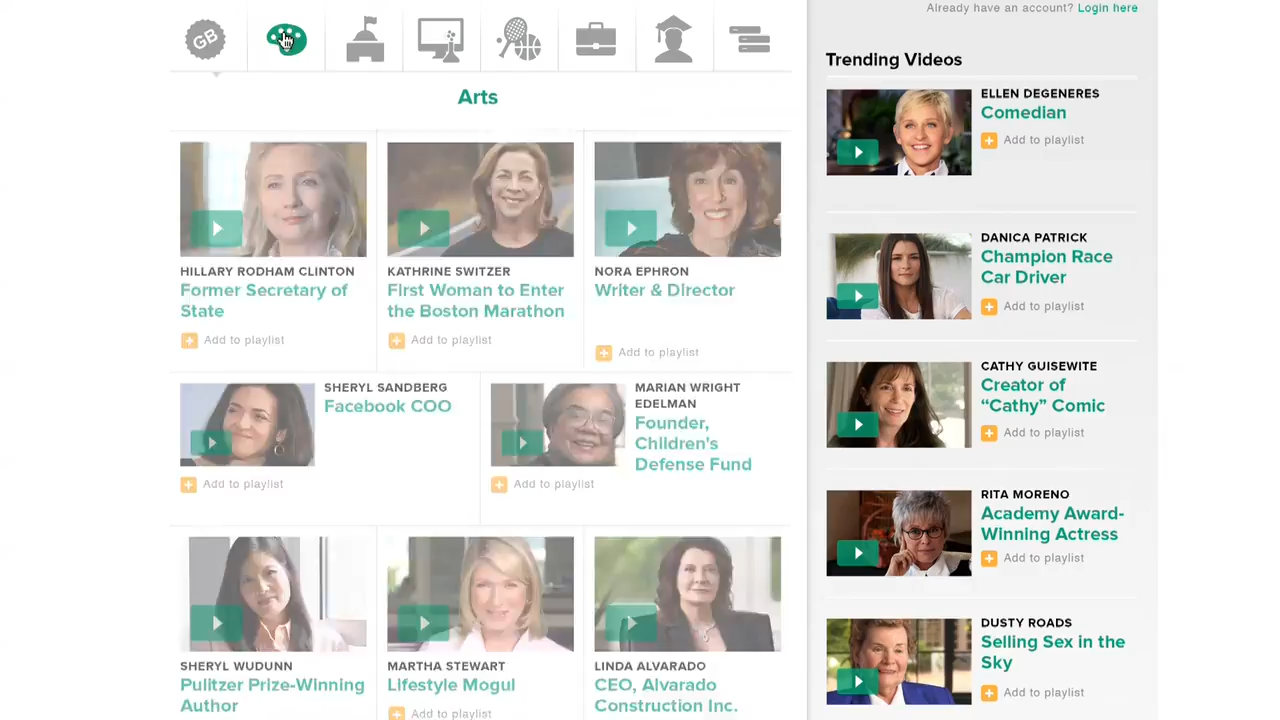 Already have an account? Login here
GB
Arts
HILLARY RODHAM CLINTON
Former Secretary of
State
Add to playlist
KATHRINE SWITZER
First Woman to Enter
the Boston Marathon
Add to playlist
NORA EPHRON
Writer & Director
Add to playlist
SHERYL SANDBERG
Facebook COO
Add to playlist
MARIAN WRIGHT
EDELMAN
Founder,
Children's
Defense Fund
Add to playlist
SHERYL WUDUNN
Pulitzer Prize-Winning
Author
MARTHA STEWART
Lifestyle Mogul
Add to playlist
LINDA ALVARADO
CEO, Alvarado
Construction Inc.
Trending Videos
ELLEN DEGENERES
Comedian
Add to playlist
DANICA PATRICK
Champion Race
Car Driver
Add to playlist
CATHY GUISEWITE
Creator of
“Cathy” Comic
Add to playlist
RITA MORENO
Academy Award-
Winning Actress
Add to playlist
DUSTY ROADS
Selling Sex in the
Sky
Add to playlist